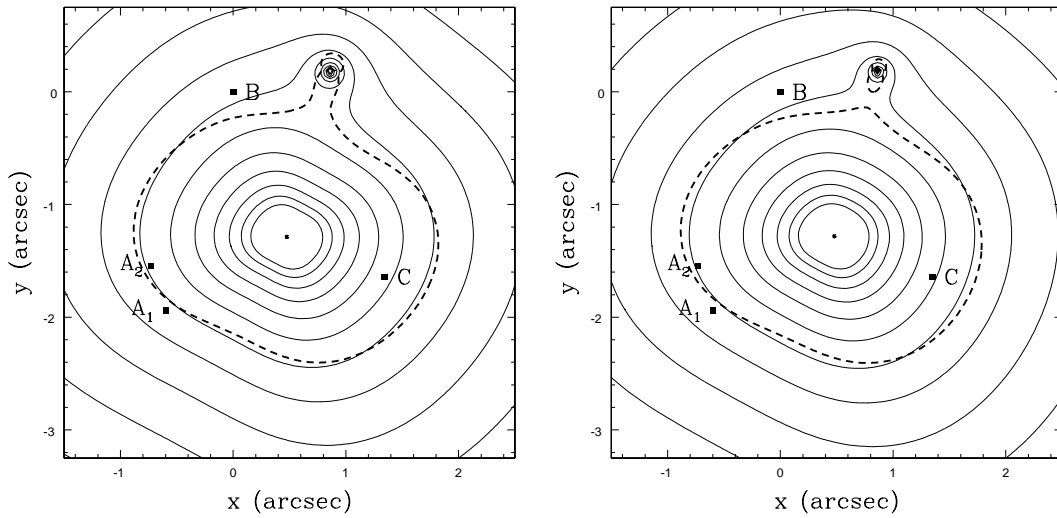 0
B
-1
A₂
C
A₁
-2
-3
y (arcsec)
-1 0 1 2
x (arcsec)
0
B
-1
A₂
C
A₁
-2
-3
y (arcsec)
-1 0 1 2
x (arcsec)